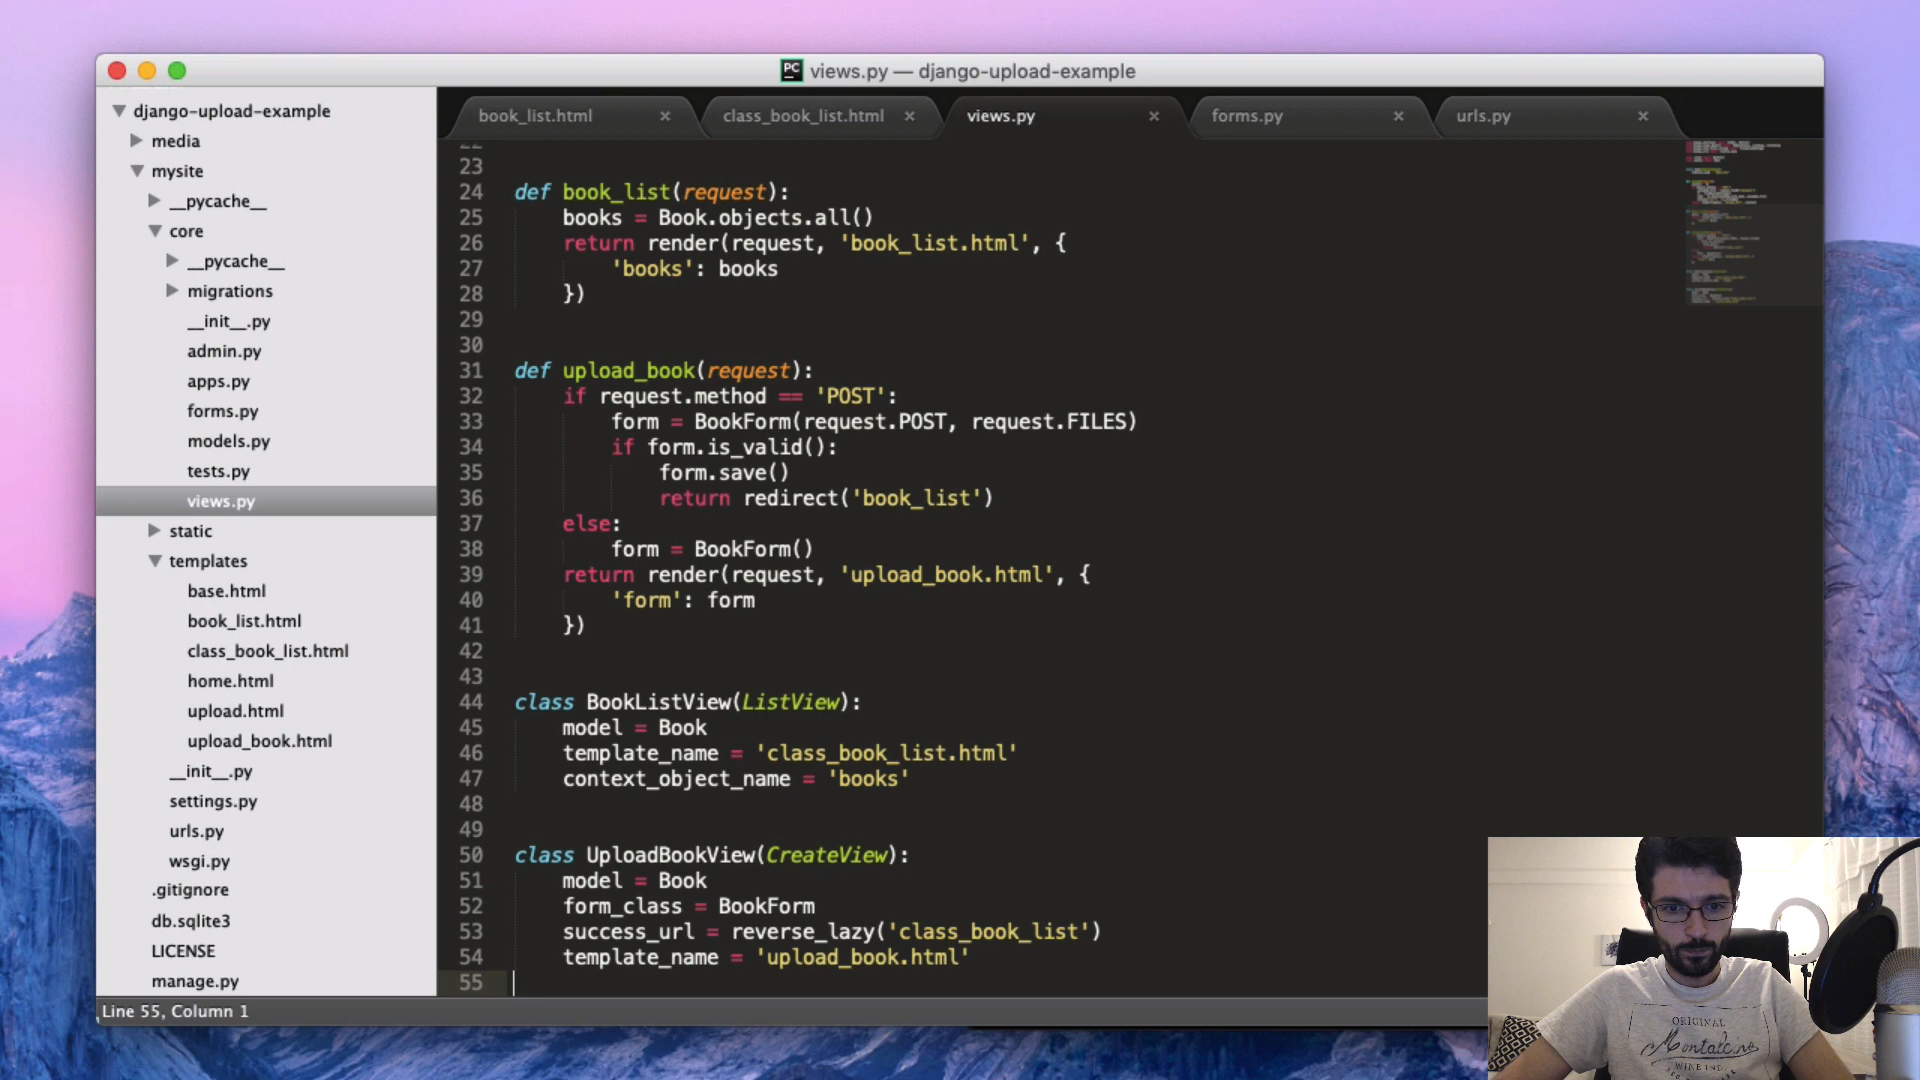 PC views.py — django-upload-example
django-upload-example
media
mysite
__pycache__
core
__pycache__
migrations
__init__.py
admin.py
apps.py
forms.py
models.py
tests.py
views.py
static
templates
base.html
book_list.html
class_book_list.html
home.html
upload.html
upload_book.html
__init__.py
settings.py
urls.py
wsgi.py
.gitignore
db.sqlite3
LICENSE
manage.py
book_list.html × class_book_list.html × views.py × forms.py × urls.py ×
22
23
24 def book_list(request):
25 books = Book.objects.all()
26 return render(request, 'book_list.html', {
27 'books': books
28 })
29
30
31 def upload_book(request):
32 if request.method == 'POST':
33 form = BookForm(request.POST, request.FILES)
34 if form.is_valid():
35 form.save()
36 return redirect('book_list')
37 else:
38 form = BookForm()
39 return render(request, 'upload_book.html', {
40 'form': form
41 })
42
43
44 class BookListView(ListView):
45 model = Book
46 template_name = 'class_book_list.html'
47 context_object_name = 'books'
48
49
50 class UploadBookView(CreateView):
51 model = Book
52 form_class = BookForm
53 success_url = reverse_lazy('class_book_list')
54 template_name = 'upload_book.html'
55
Line 55, Column 1
ORIGINAL